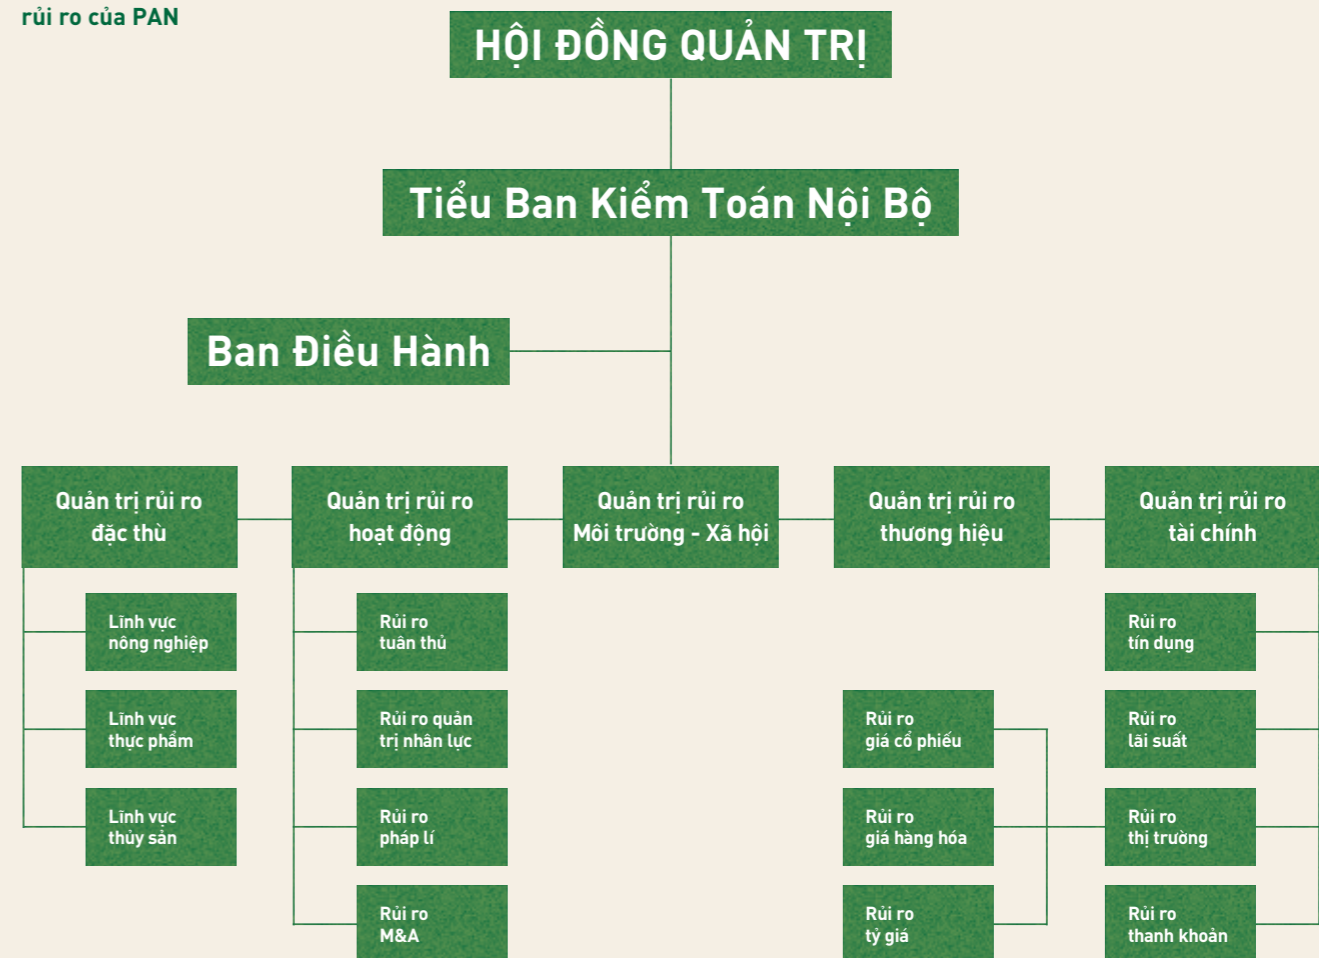 rủi ro của PAN
HỘI ĐỒNG QUẢN TRỊ
Tiểu Ban Kiểm Toán Nội Bộ
Ban Điều Hành
Quản trị rủi ro
đặc thù
Quản trị rủi ro
hoạt động
Quản trị rủi ro
Môi trường - Xã hội
Quản trị rủi ro
thương hiệu
Quản trị rủi ro
tài chính
Lĩnh vực
nông nghiệp
Lĩnh vực
thực phẩm
Lĩnh vực
thủy sản
Rủi ro
tuân thủ
Rủi ro quản
trị nhân lực
Rủi ro
pháp lí
Rủi ro
M&A
Rủi ro
giá cổ phiếu
Rủi ro
giá hàng hóa
Rủi ro
tỷ giá
Rủi ro
tín dụng
Rủi ro
lãi suất
Rủi ro
thị trường
Rủi ro
thanh khoản